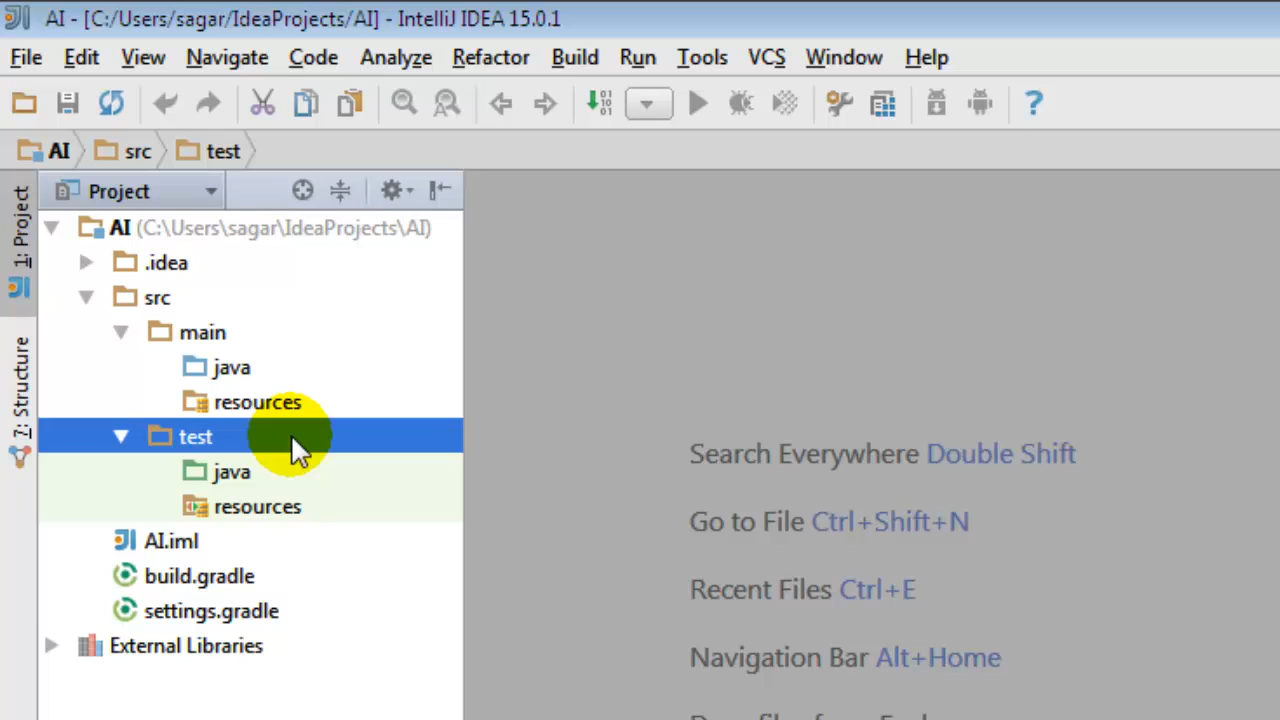 AI - [C:/Users/sagar/IdeaProjects/AI] - IntelliJ IDEA 15.0.1
File Edit View Navigate Code Analyze Refactor Build Run Tools VCS Window Help
AI src test
1: Project
7: Structure
Project
AI (C:\Users\sagar\IdeaProjects\AI)
.idea
src
main
java
resources
test
java
resources
AI.iml
build.gradle
settings.gradle
External Libraries
Search Everywhere Double Shift
Go to File Ctrl+Shift+N
Recent Files Ctrl+E
Navigation Bar Alt+Home